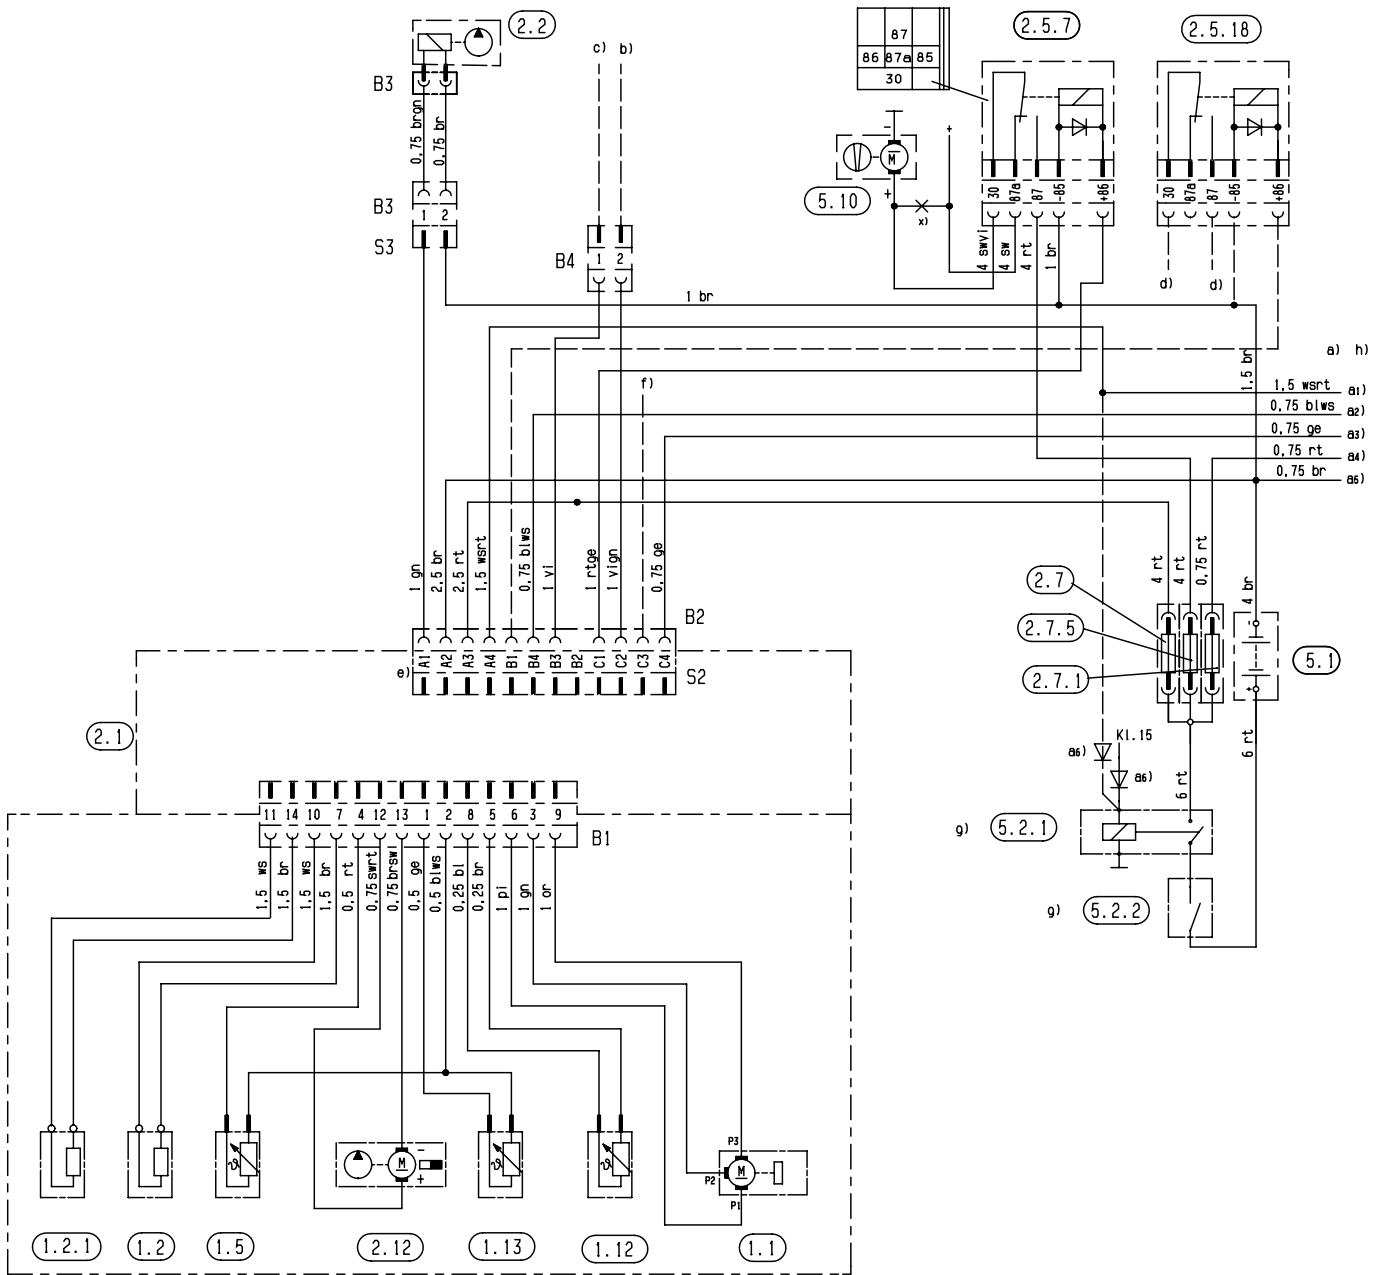 2.2
B3
0,75 brgn
0,75 br
B3
1 2
S3
c) b)
B4
1 2
87
86 87a 85
30
2.5.7
2.5.18
-
M
+
+
5.10
x)
30
87a
87
-85
+86
30
87a
87
-85
+86
4 swvi
4 sw
4 rt
1 br
d) d)
1 br
1,5 br
a) h)
f)
1,5 wsrt a1)
0,75 blws a2)
0,75 ge a3)
0,75 rt a4)
0,75 br a6)
1 gn
2,5 br
2,5 rt
1,5 wsrt
0,75 blws
1 vi
1 rtge
1 vign
0,75 ge
4 rt
4 rt
0,75 rt
4 br
B2
e) A1 A2 A3 A4 B1 B4 B3 B2 C1 C2 C3 C4
S2
2.7
2.7.5
2.7.1
5.1
-
+
6 rt
2.1
Kl.15
a6)
a6)
6 rt
g) 5.2.1
g) 5.2.2
11 14 10 7 4 12 13 1 2 8 5 6 3 9
B1
1,5 ws
1,5 br
1,5 ws
1,5 br
0,5 rt
0,75 swrt
0,75 brsw
0,5 ge
0,5 blws
0,25 bl
0,25 br
1 pi
1 gn
1 or
ϑ
M
-
+
ϑ
ϑ
P3
P2
M
P1
1.2.1
1.2
1.5
2.12
1.13
1.12
1.1